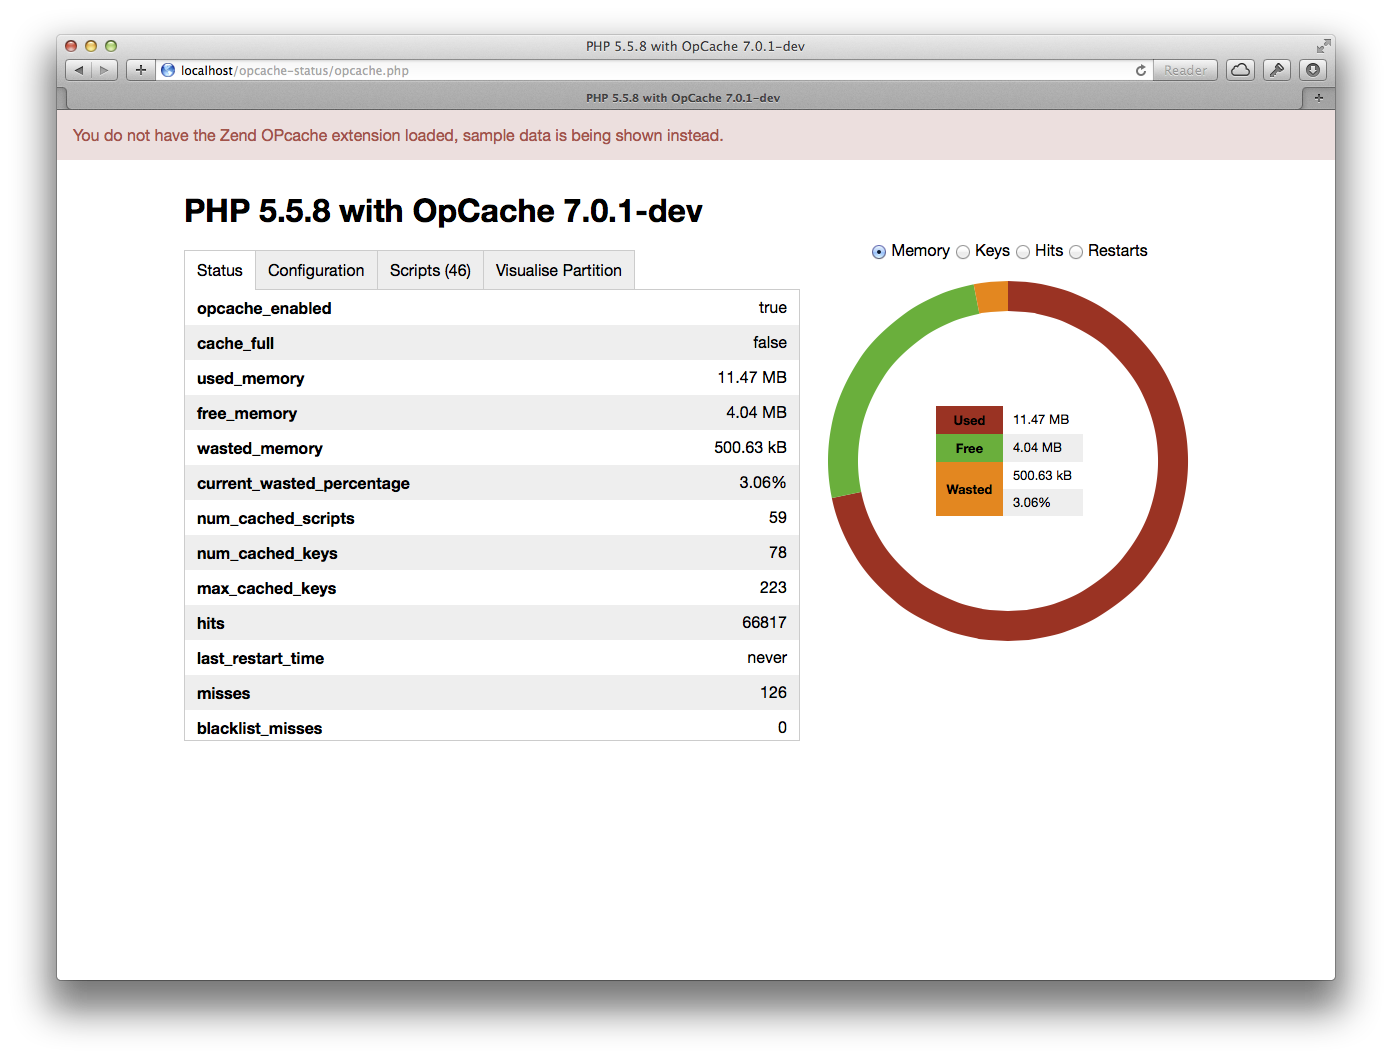 PHP 5.5.8 with OpCache 7.0.1-dev
localhost/opcache-status/opcache.php
Reader
PHP 5.5.8 with OpCache 7.0.1-dev
You do not have the Zend OPcache extension loaded, sample data is being shown instead.
PHP 5.5.8 with OpCache 7.0.1-dev
Status Configuration Scripts (46) Visualise Partition
opcache_enabled true
cache_full false
used_memory 11.47 MB
free_memory 4.04 MB
wasted_memory 500.63 kB
current_wasted_percentage 3.06%
num_cached_scripts 59
num_cached_keys 78
max_cached_keys 223
hits 66817
last_restart_time never
misses 126
blacklist_misses 0
Memory Keys Hits Restarts
Used 11.47 MB
Free 4.04 MB
Wasted 500.63 kB
3.06%